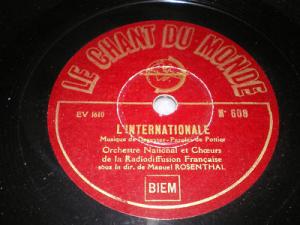 LE CHANT DU MONDE
EV 1610
N° 609
L'INTERNATIONALE
Musique de Degeyter - Paroles de Pottier
Orchestre National et Chœurs
de la Radiodiffusion Française
sous la dir. de Manuel ROSENTHAL
BIEM